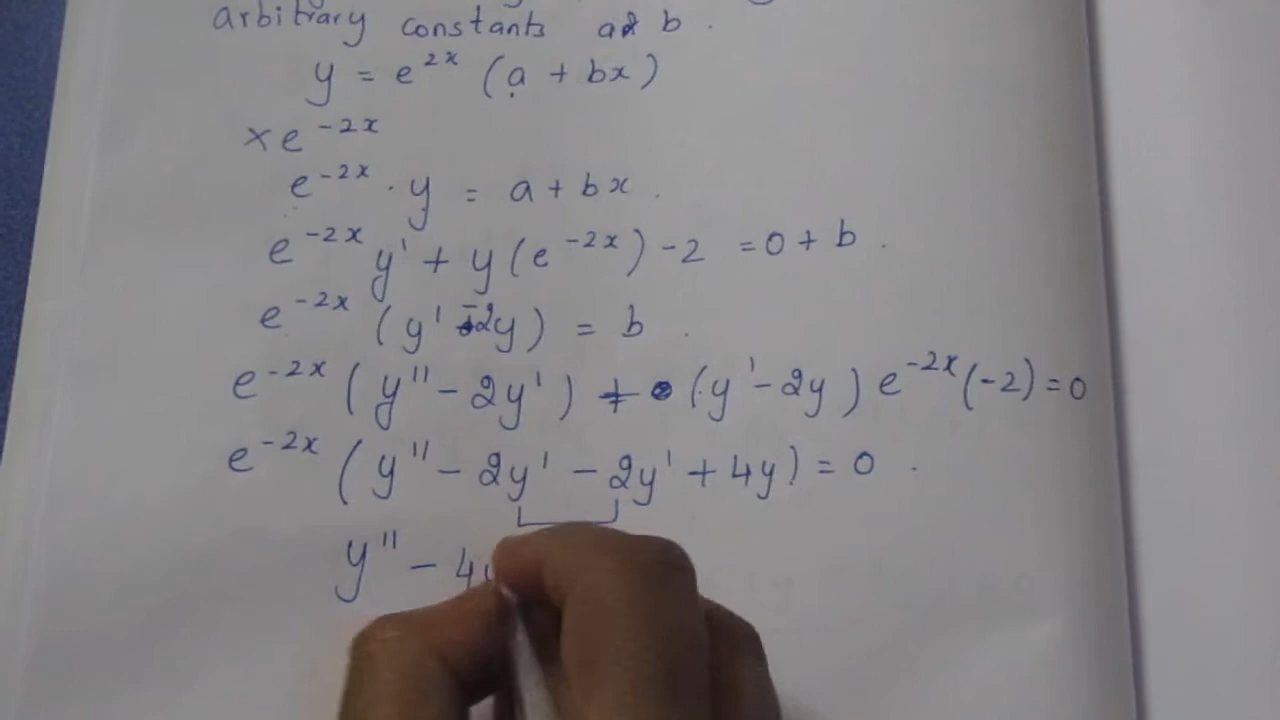 arbitrary constants a & b .
y = e^{2x} (a + bx)
× e^{-2x}
e^{-2x} . y = a + bx .
e^{-2x} y' + y (e^{-2x}) -2 = 0 + b .
e^{-2x} (y' - 2y) = b .
e^{-2x} (y'' - 2y') + (y' - 2y) e^{-2x} (-2) = 0
e^{-2x} (y'' - 2y' - 2y' + 4y) = 0 .
y'' - 4y